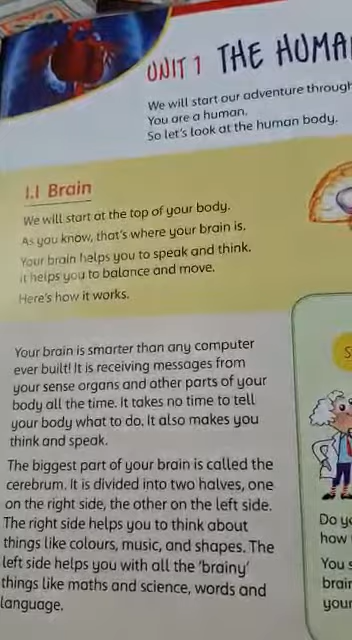 UNIT 1 THE HUMA
We will start our adventure through
You are a human.
So let's look at the human body.
1.1 Brain
We will start at the top of your body.
As you know, that's where your brain is.
Your brain helps you to speak and think.
It helps you to balance and move.
Here's how it works.
Your brain is smarter than any computer
ever built! It is receiving messages from
your sense organs and other parts of your
body all the time. It takes no time to tell
your body what to do. It also makes you
think and speak.
The biggest part of your brain is called the
cerebrum. It is divided into two halves, one
on the right side, the other on the left side.
The right side helps you to think about
things like colours, music, and shapes. The
left side helps you with all the 'brainy'
things like maths and science, words and
language.
S
Do yo
how
You s
brain
your